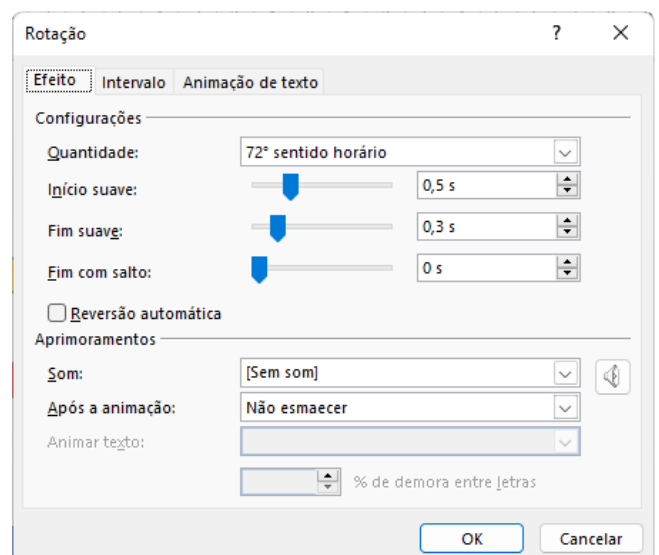 Rotação ? ✕
Efeito Intervalo Animação de texto
Configurações
Quantidade: 72° sentido horário
Início suave: 0,5 s
Fim suave: 0,3 s
Fim com salto: 0 s
Reversão automática
Aprimoramentos
Som: [Sem som]
Após a animação: Não esmaecer
Animar texto:
% de demora entre letras
OK Cancelar